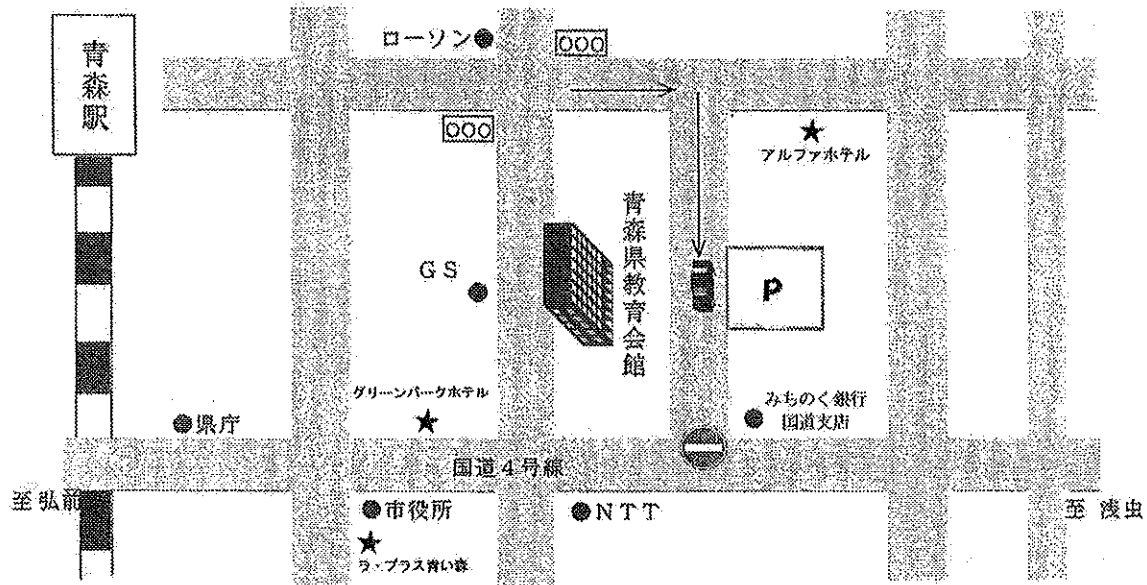 青森駅
ローソン
アルファホテル
青森県教育会館
GS
P
グリーンパークホテル
みちのく銀行
国道支店
県庁
国道4号線
至弘前
市役所
NTT
至 浅虫
ラ・プラス青い森